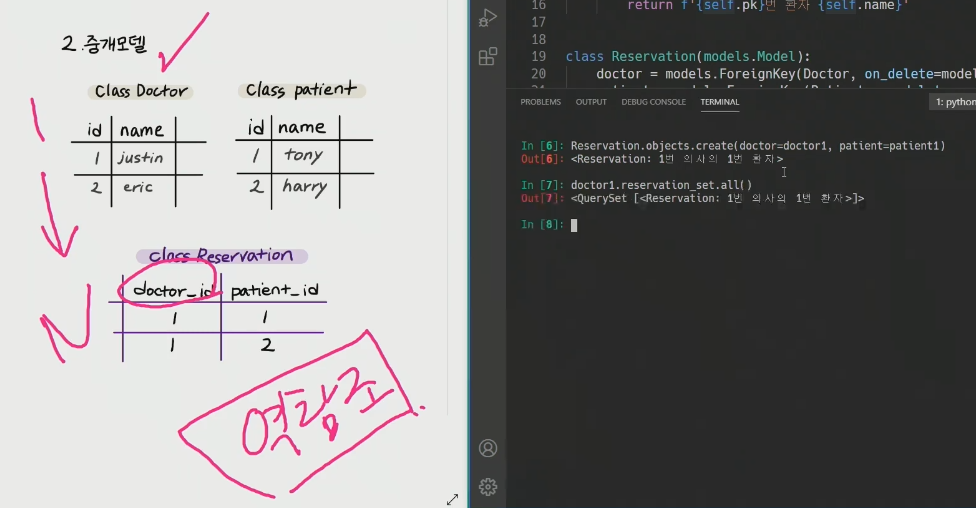 2. 중개모델
Class Doctor
Class patient
id name
1 justin
2 eric
id name
1 tony
2 harry
class Reservation
doctor_id patient_id
1 1
1 2
N
16 return f'{self.pk}번 환자 {self.name}'
17
18
19 class Reservation(models.Model):
20 doctor = models.ForeignKey(Doctor, on_delete=model
PROBLEMS OUTPUT DEBUG CONSOLE TERMINAL 1: pythor
In [6]: Reservation.objects.create(doctor=doctor1, patient=patient1)
Out[6]: <Reservation: 1번 의사의 1번 환자>
In [7]: doctor1.reservation_set.all()
Out[7]: <QuerySet [<Reservation: 1번 의사의 1번 환자>]>
In [8]: